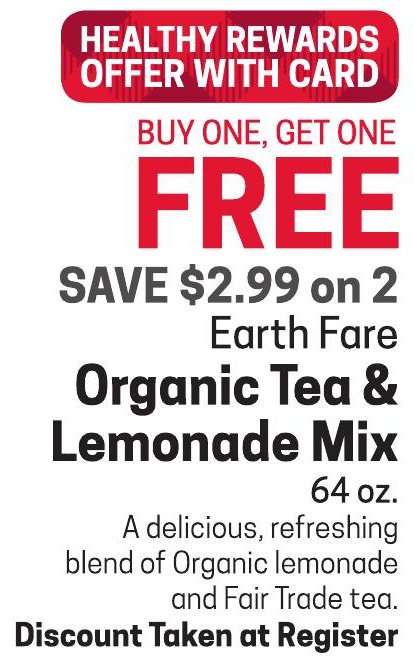 HEALTHY REWARDS
OFFER WITH CARD
BUY ONE, GET ONE
FREE
SAVE $2.99 on 2
Earth Fare
Organic Tea &
Lemonade Mix
64 oz.
A delicious, refreshing
blend of Organic lemonade
and Fair Trade tea.
Discount Taken at Register